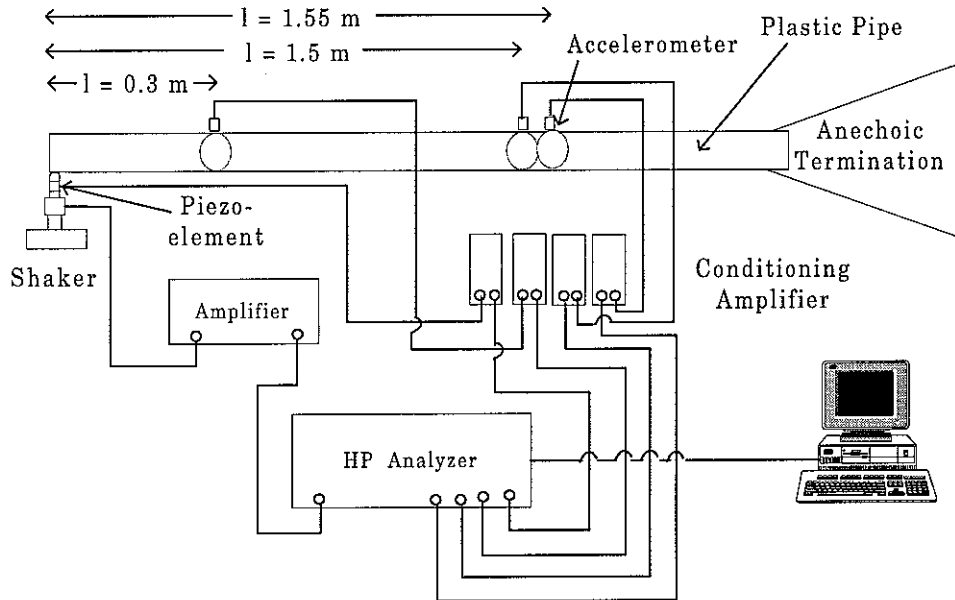 l = 1.55 m
l = 1.5 m
l = 0.3 m
Accelerometer
Plastic Pipe
Anechoic
Termination
Piezo-
element
Shaker
Amplifier
Conditioning
Amplifier
HP Analyzer